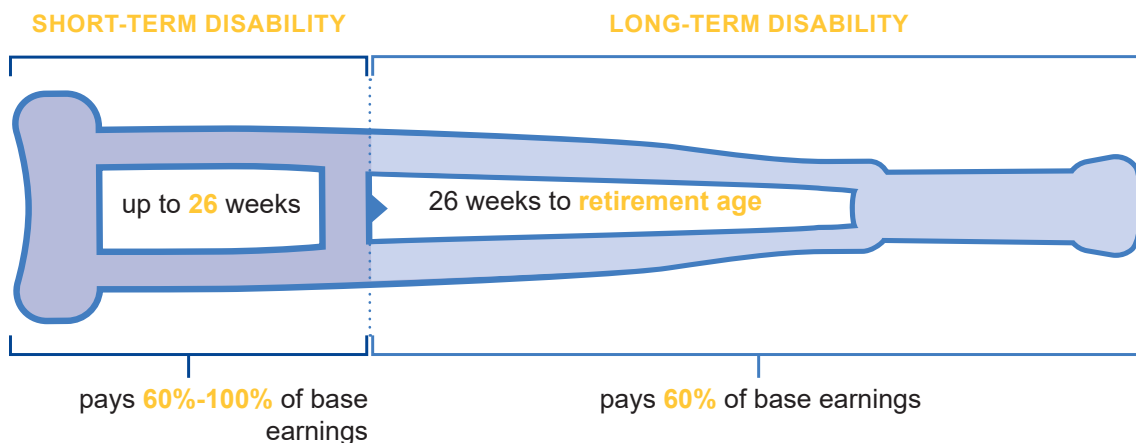 SHORT-TERM DISABILITY
LONG-TERM DISABILITY
up to 26 weeks
26 weeks to retirement age
pays 60%-100% of base
earnings
pays 60% of base earnings